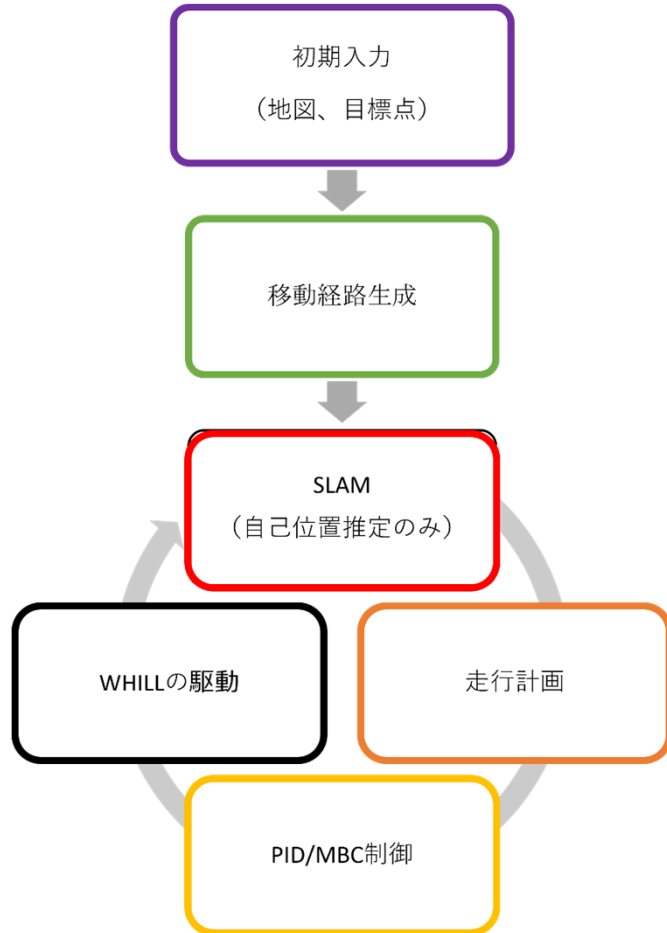 初期入力
（地図、目標点）
移動経路生成
SLAM
（自己位置推定のみ）
WHILLの駆動
走行計画
PID/MBC制御